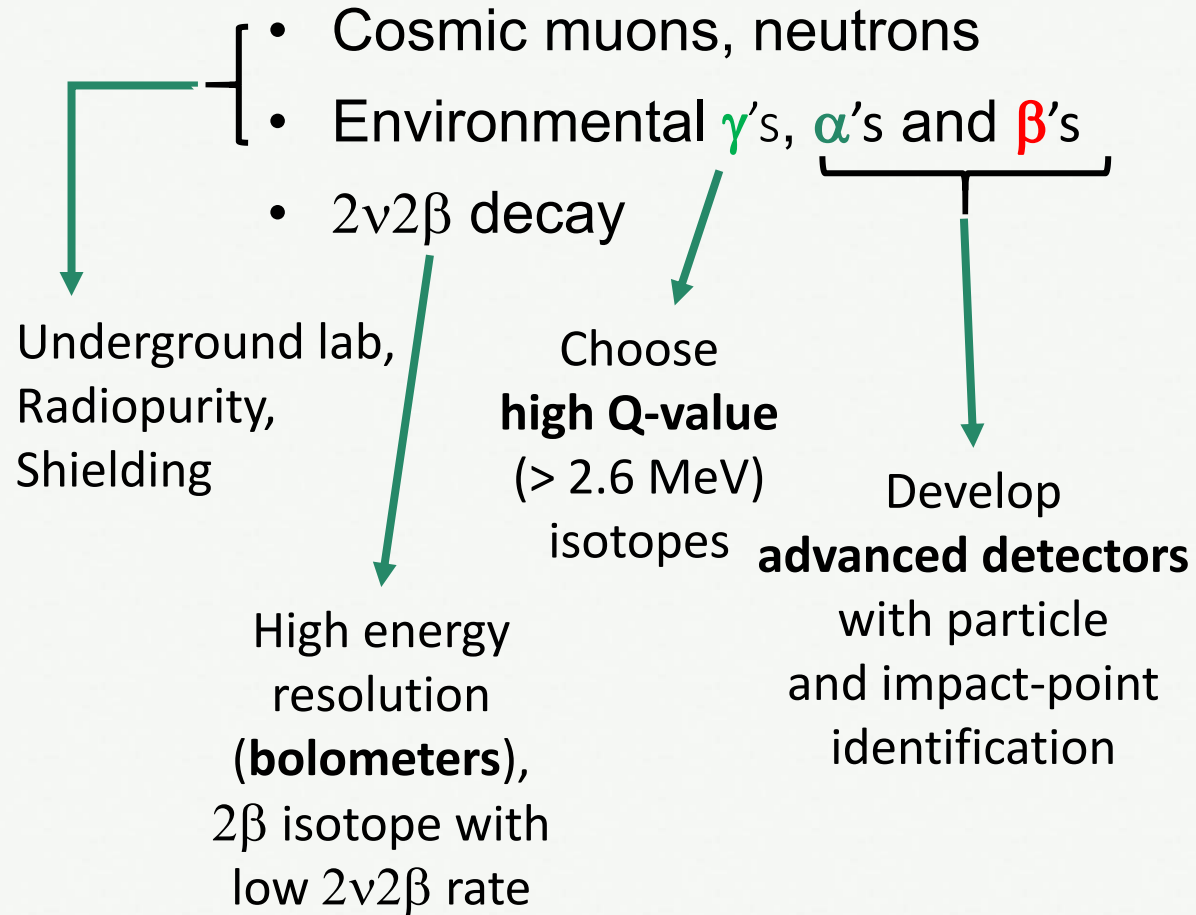 • Cosmic muons, neutrons
• Environmental γ's, α's and β's
• 2ν2β decay
Underground lab,
Radiopurity,
Shielding
Choose
high Q-value
(> 2.6 MeV)
isotopes
Develop
advanced detectors
with particle
and impact-point
identification
High energy
resolution
(bolometers),
2β isotope with
low 2ν2β rate